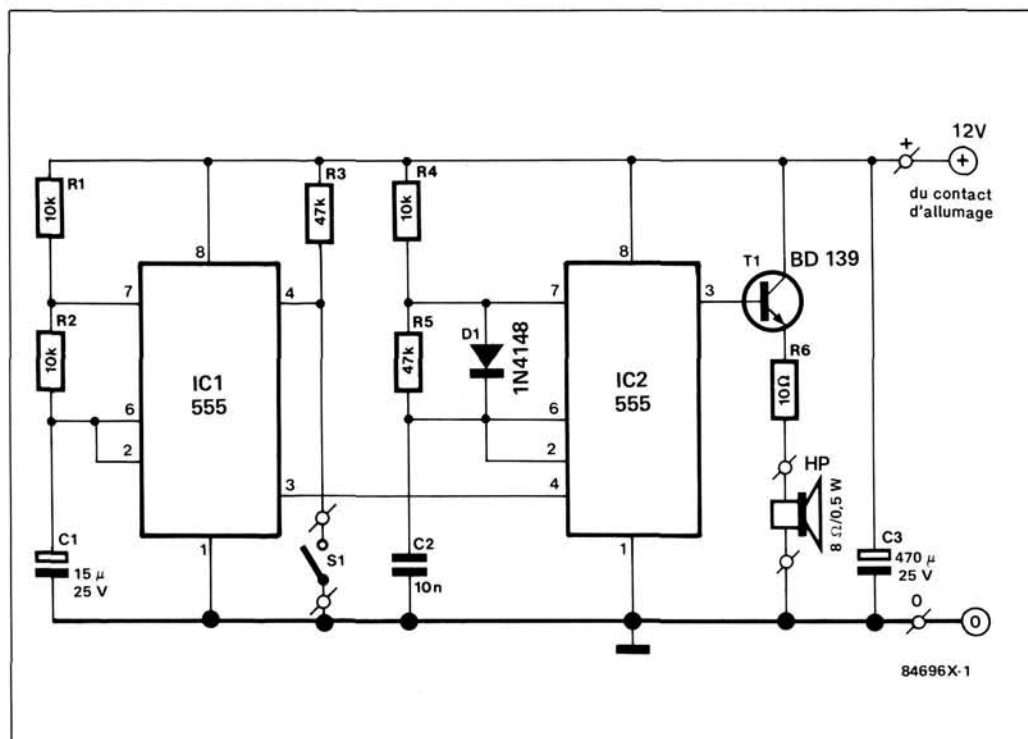 R1
10k
R2
10k
C1
15 µ
25 V
7
6
2
8
4
3
1
IC1
555
R3
47k
S1
R4
10k
R5
47k
D1
1N4148
C2
10n
7
6
2
4
8
3
1
IC2
555
T1
BD 139
R6
10Ω
HP
8 Ω/0,5 W
C3
470 µ
25 V
+
12V
+
du contact
d'allumage
0
0
84696X-1